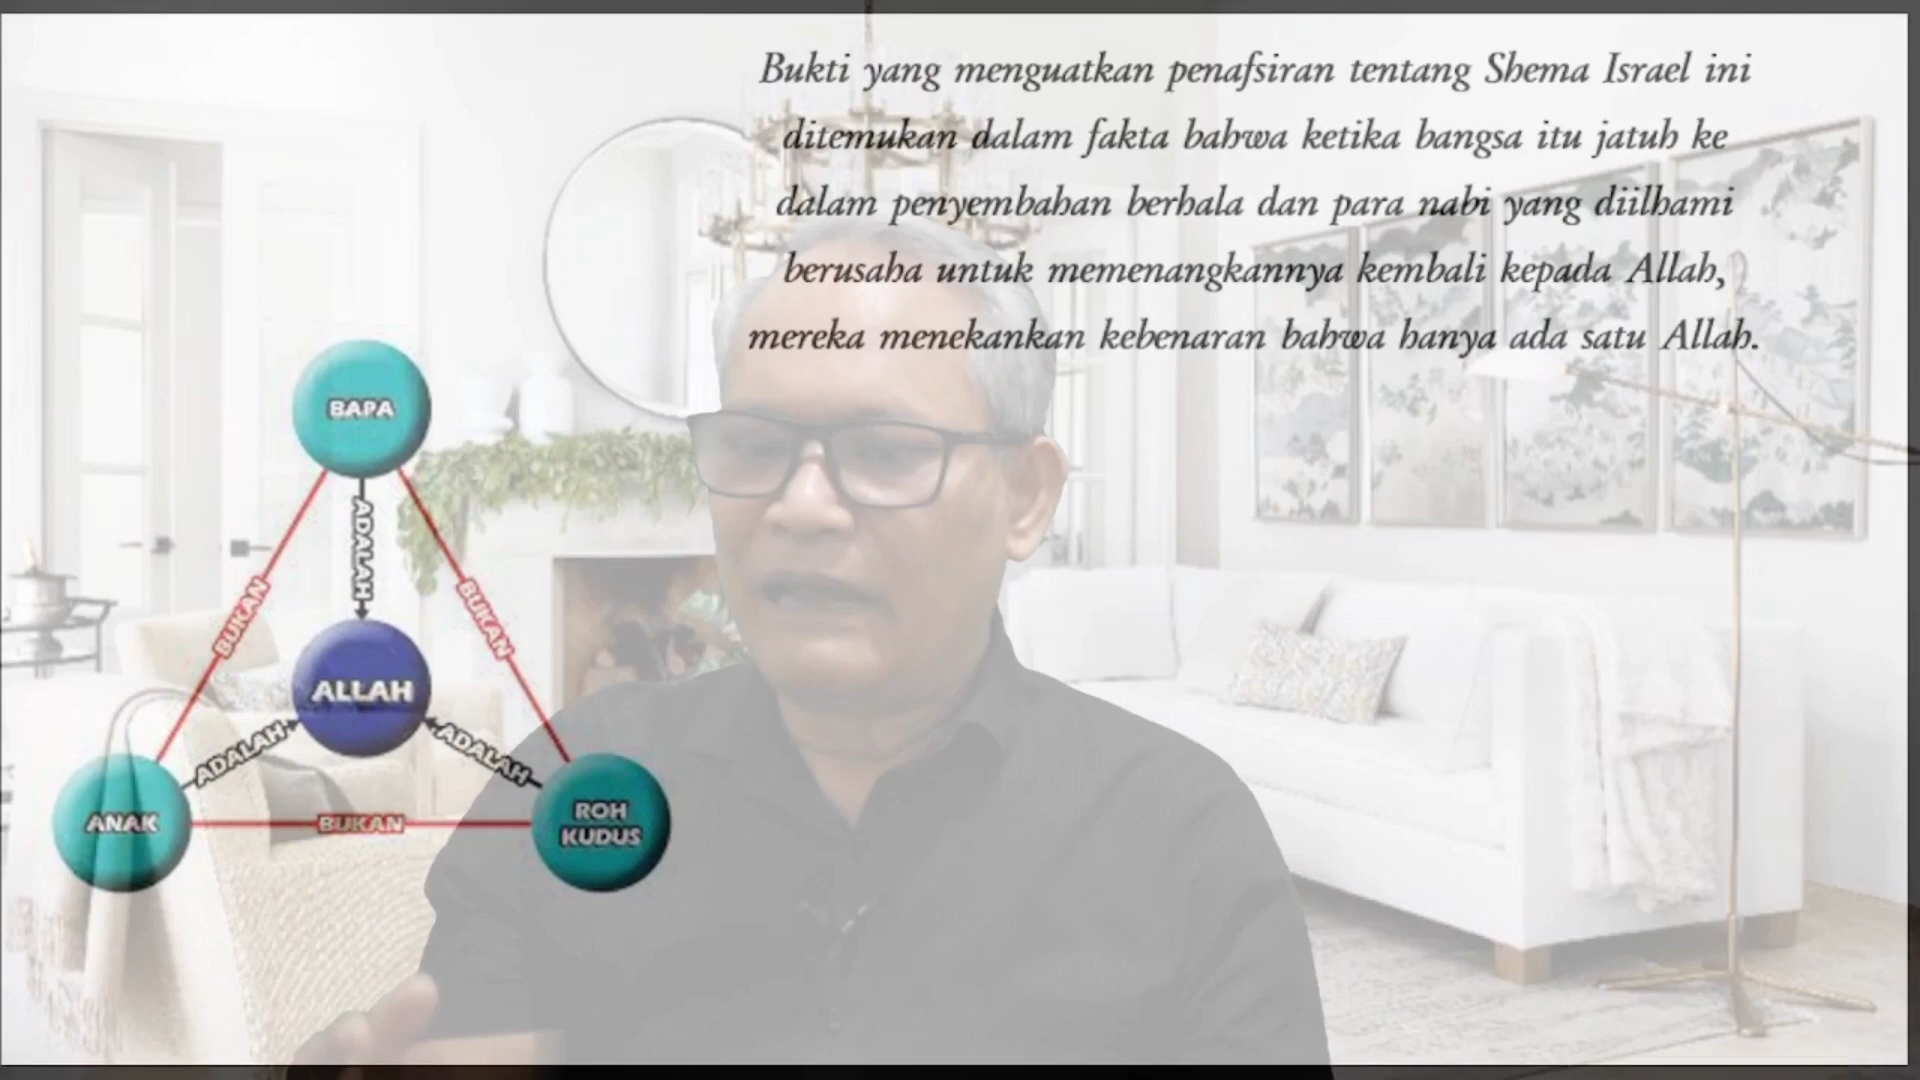 Bukti yang menguatkan penafsiran tentang Shema Israel ini
ditemukan dalam fakta bahwa ketika bangsa itu jatuh ke
dalam penyembahan berhala dan para nabi yang diilhami
berusaha untuk memenangkannya kembali kepada Allah,
mereka menekankan kebenaran bahwa hanya ada satu Allah.
BAPA
ADALAH
BUKAN
BUKAN
ALLAH
ADALAH
ADALAH
ANAK
BUKAN
ROH
KUDUS